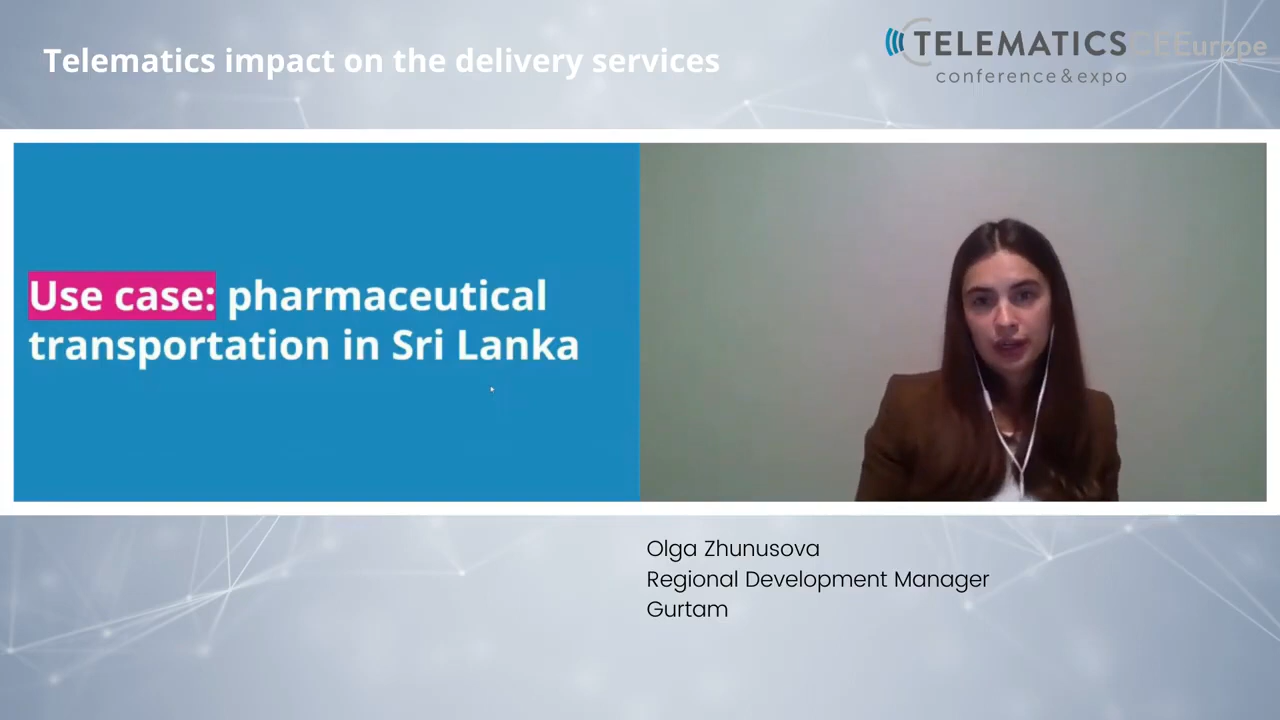 Telematics impact on the delivery services
TELEMATICS CEEurope
conference&expo
Use case: pharmaceutical
transportation in Sri Lanka
Olga Zhunusova
Regional Development Manager
Gurtam